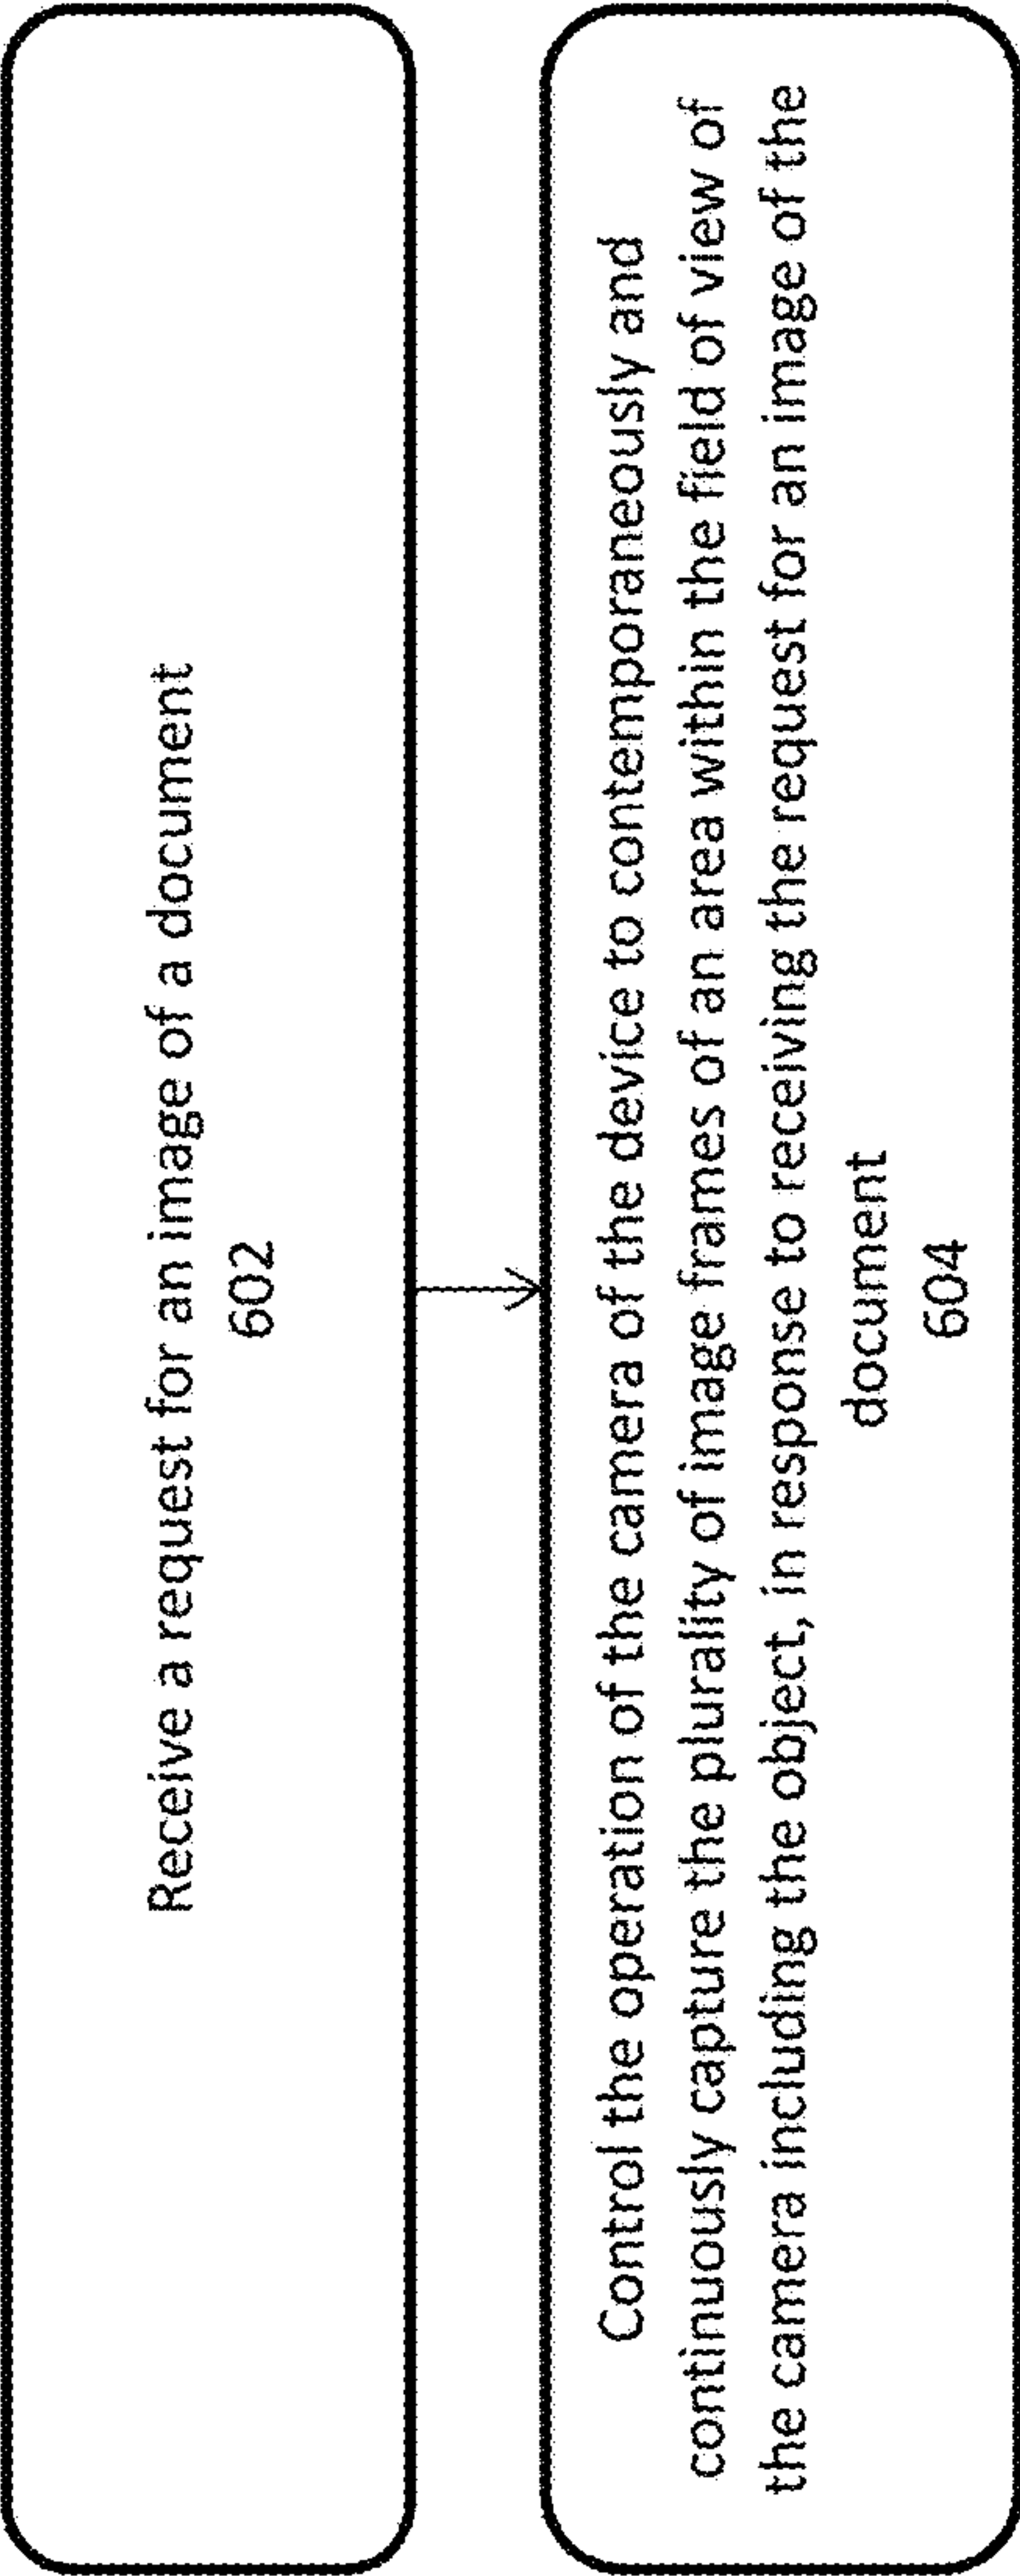 Receive a request for an image of a document
602
Control the operation of the camera of the device to contemporaneously and
continuously capture the plurality of image frames of an area within the field of view of
the camera including the object, in response to receiving the request for an image of the
document
604